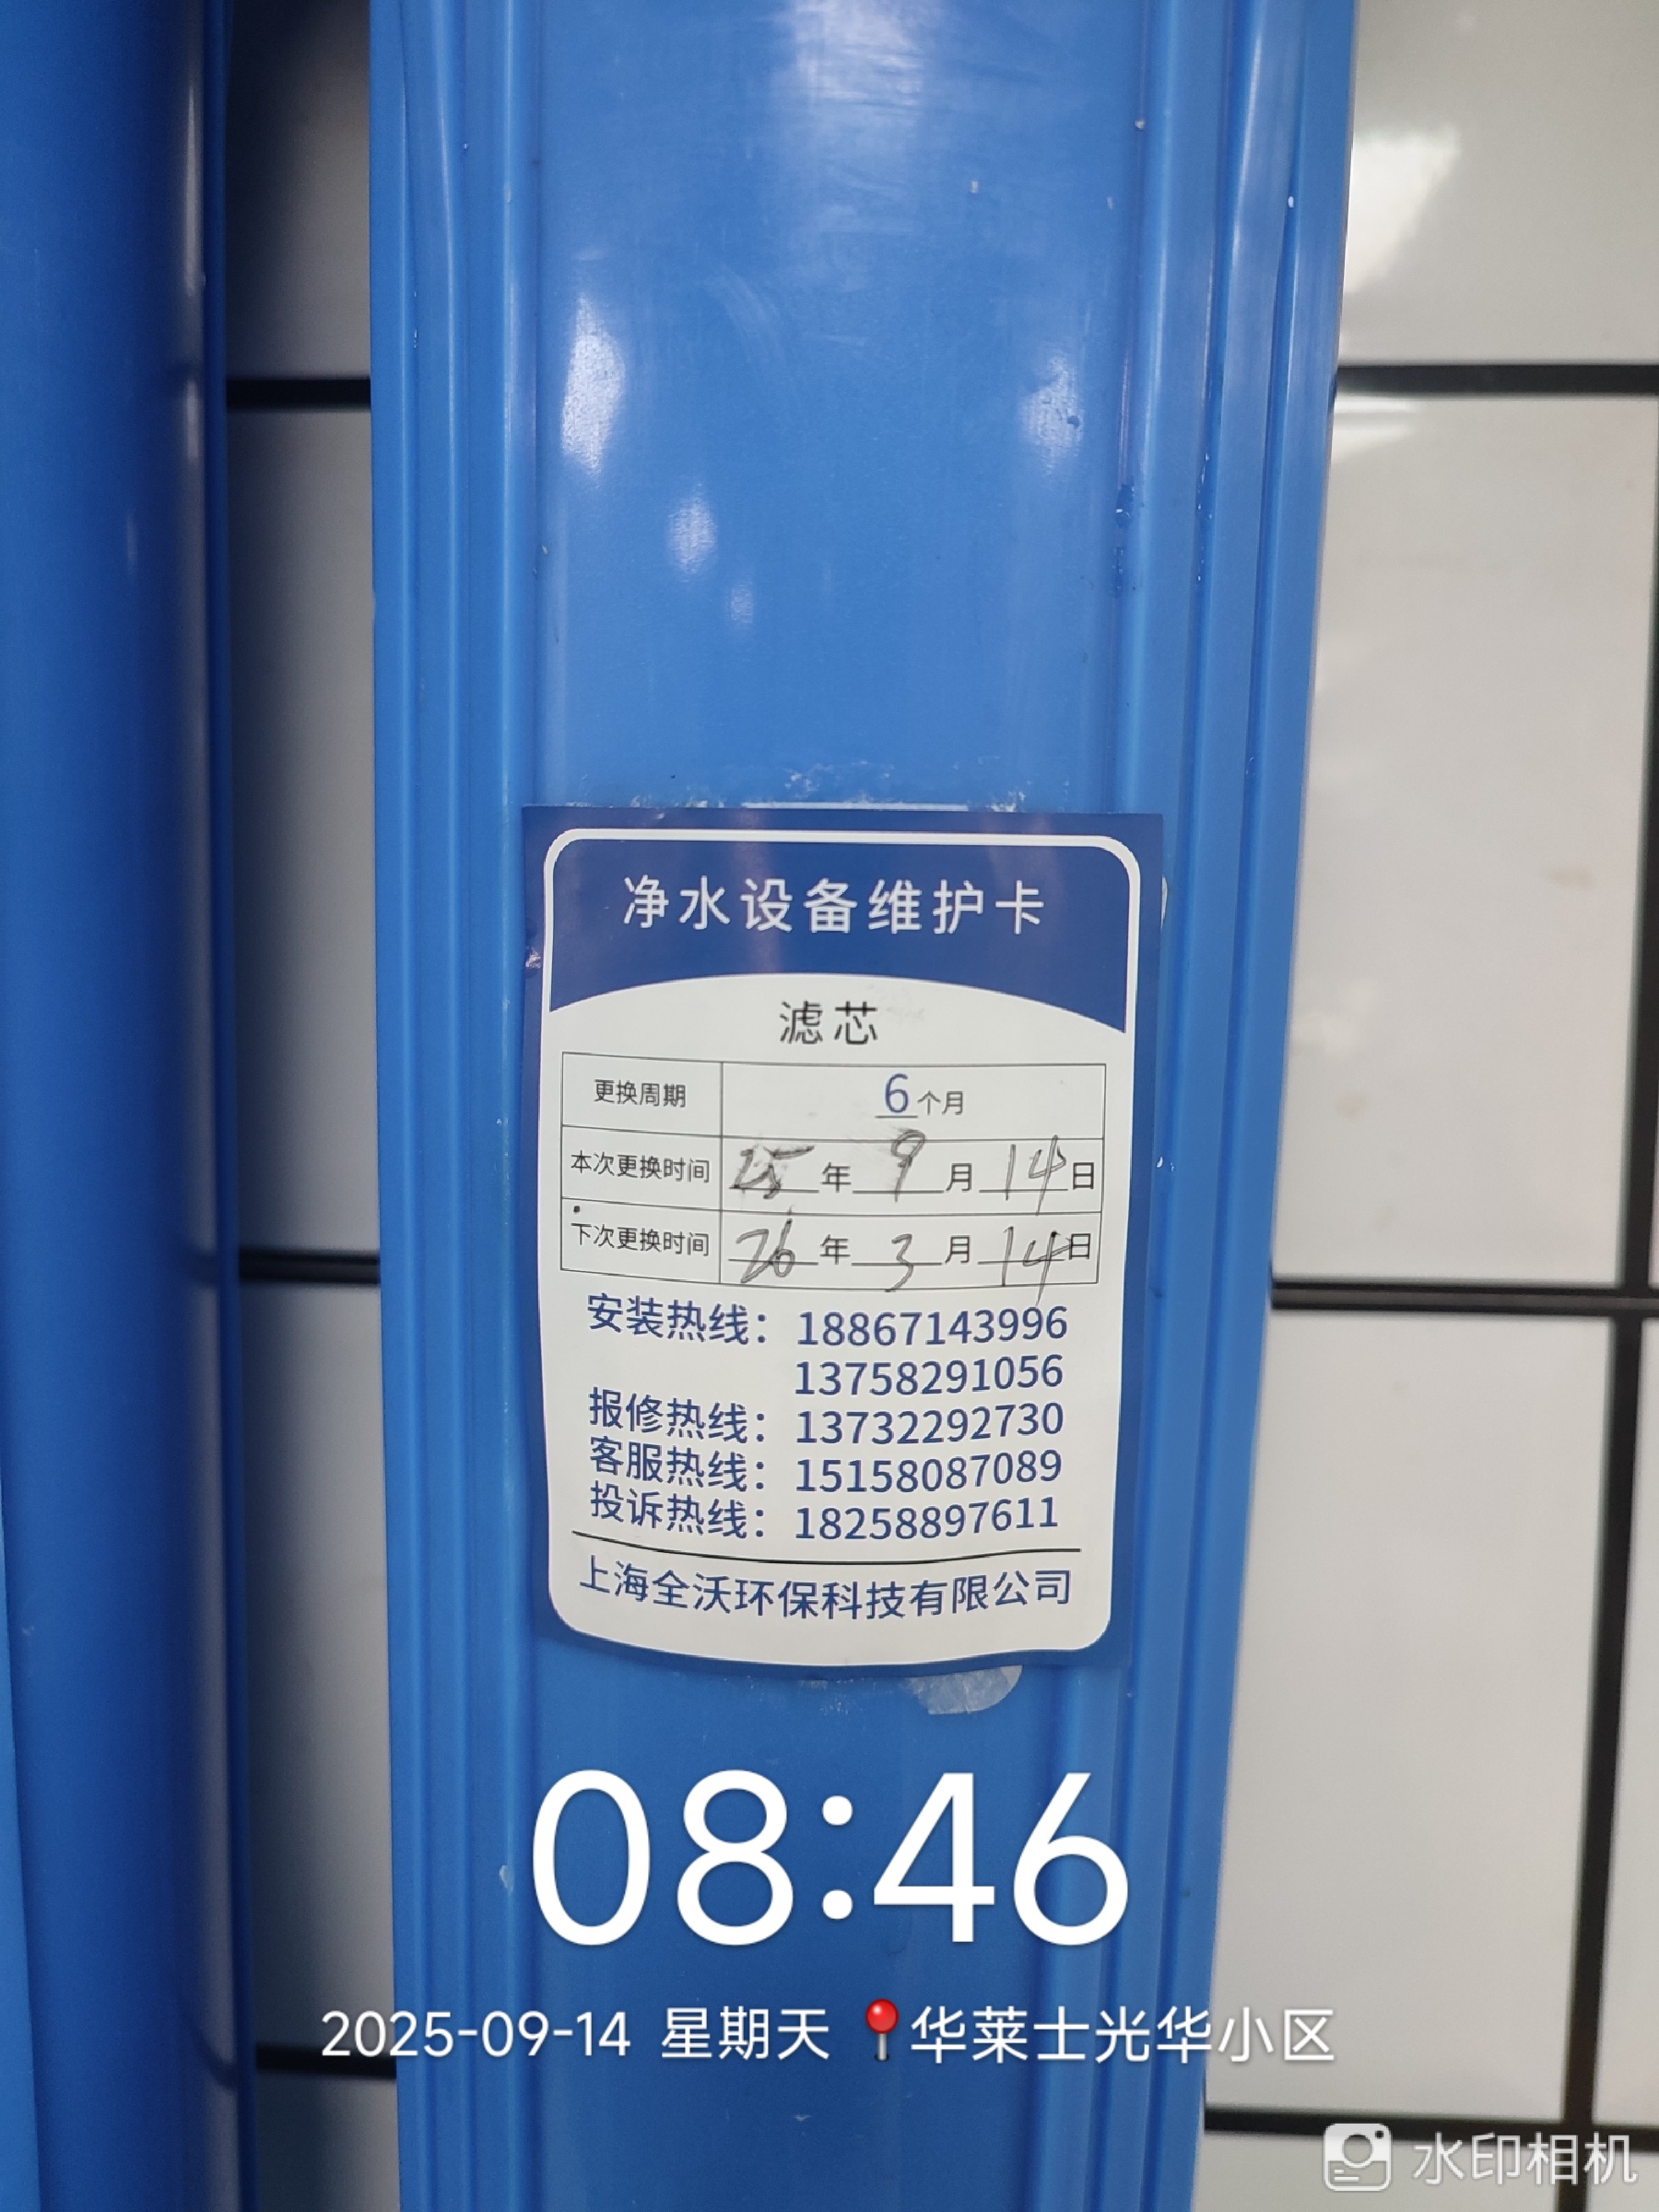 净水设备维护卡
滤芯
更换周期 6个月
本次更换时间 25年9月14日
下次更换时间 26年3月14日
安装热线：18867143996
13758291056
报修热线：13732292730
客服热线：15158087089
投诉热线：18258897611
上海全沃环保科技有限公司
08:46
2025-09-14 星期天 📍华莱士光华小区
水印相机